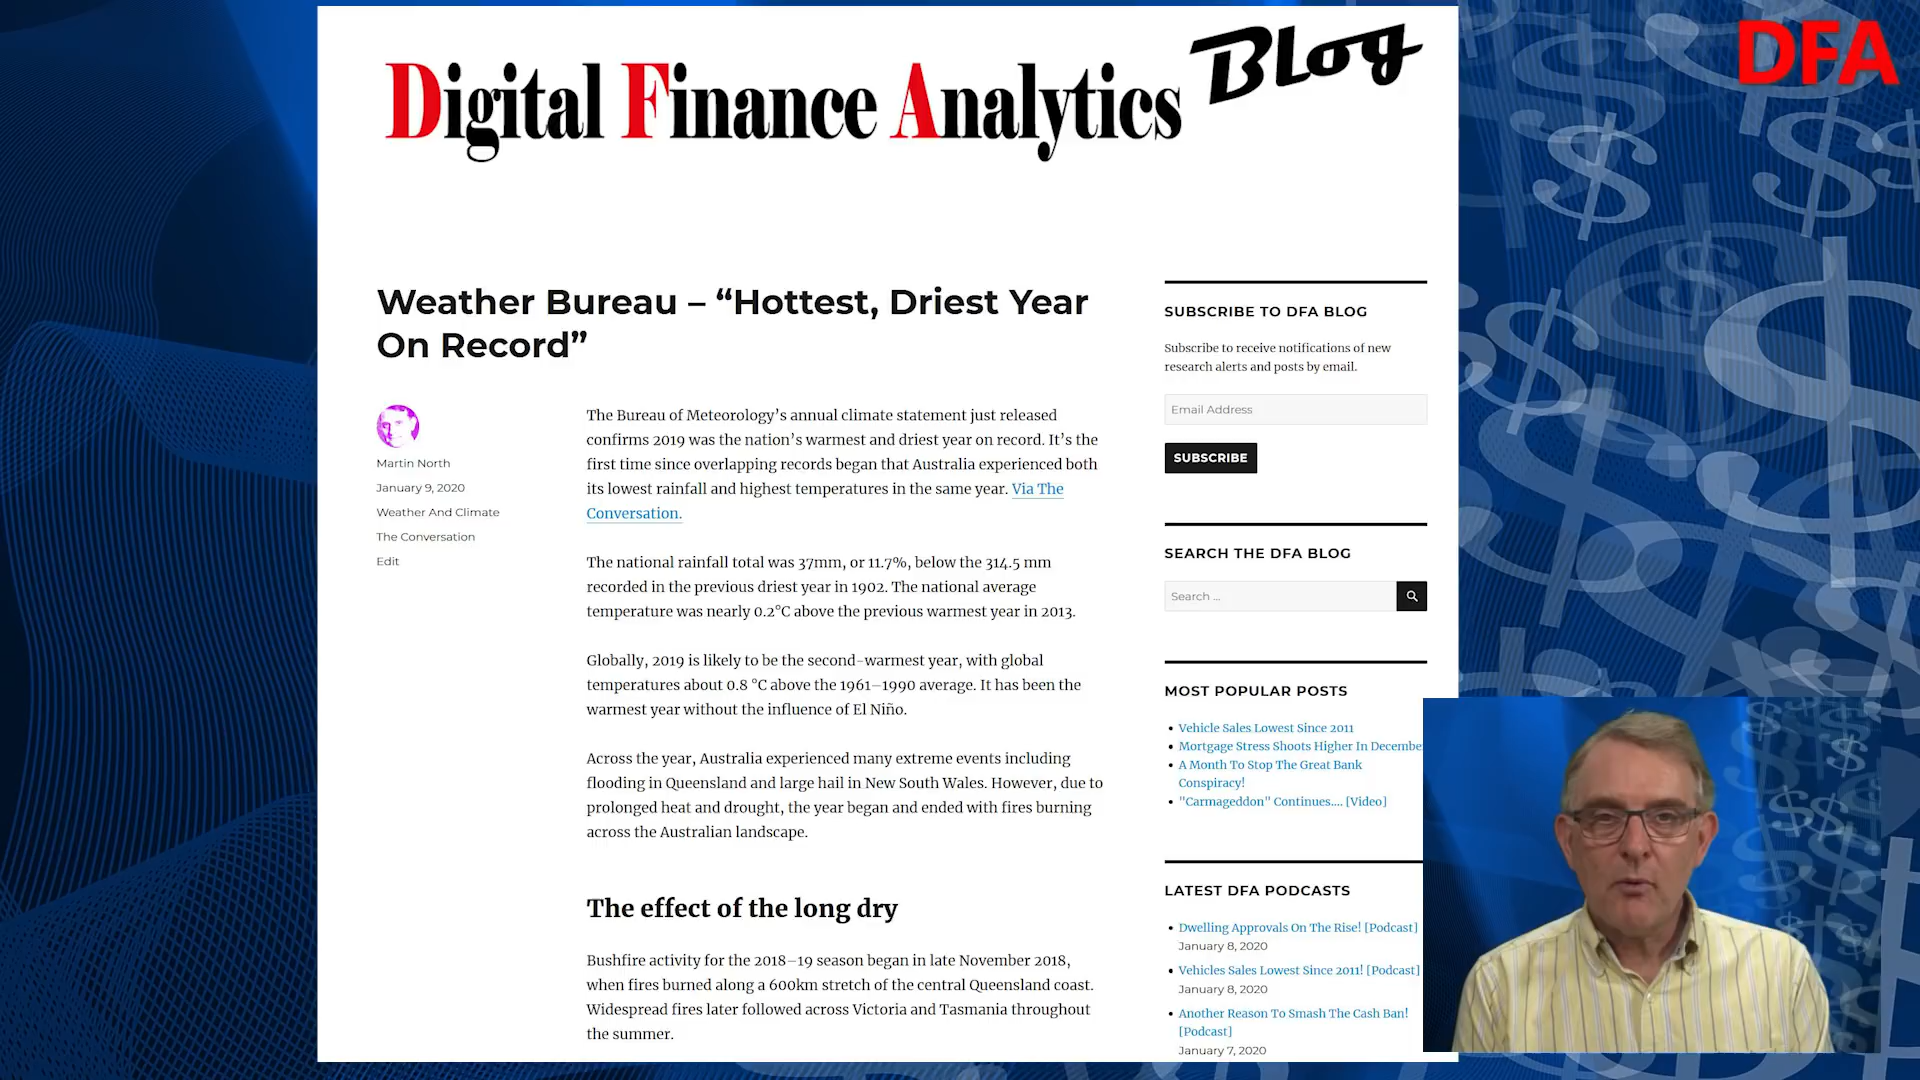 DFA
Digital Finance Analytics Blog
Weather Bureau – “Hottest, Driest Year
On Record”
Martin North
January 9, 2020
Weather And Climate
The Conversation
Edit
The Bureau of Meteorology’s annual climate statement just released
confirms 2019 was the nation’s warmest and driest year on record. It’s the
first time since overlapping records began that Australia experienced both
its lowest rainfall and highest temperatures in the same year. Via The
Conversation.
The national rainfall total was 37mm, or 11.7%, below the 314.5 mm
recorded in the previous driest year in 1902. The national average
temperature was nearly 0.2°C above the previous warmest year in 2013.
Globally, 2019 is likely to be the second-warmest year, with global
temperatures about 0.8 °C above the 1961–1990 average. It has been the
warmest year without the influence of El Niño.
Across the year, Australia experienced many extreme events including
flooding in Queensland and large hail in New South Wales. However, due to
prolonged heat and drought, the year began and ended with fires burning
across the Australian landscape.
The effect of the long dry
Bushfire activity for the 2018–19 season began in late November 2018,
when fires burned along a 600km stretch of the central Queensland coast.
Widespread fires later followed across Victoria and Tasmania throughout
the summer.
SUBSCRIBE TO DFA BLOG
Subscribe to receive notifications of new
research alerts and posts by email.
Email Address
SUBSCRIBE
SEARCH THE DFA BLOG
Search ...
MOST POPULAR POSTS
Vehicle Sales Lowest Since 2011
Mortgage Stress Shoots Higher In Decembe
A Month To Stop The Great Bank
Conspiracy!
"Carmageddon" Continues.... [Video]
LATEST DFA PODCASTS
Dwelling Approvals On The Rise! [Podcast]
January 8, 2020
Vehicles Sales Lowest Since 2011! [Podcast]
January 8, 2020
Another Reason To Smash The Cash Ban!
[Podcast]
January 7, 2020